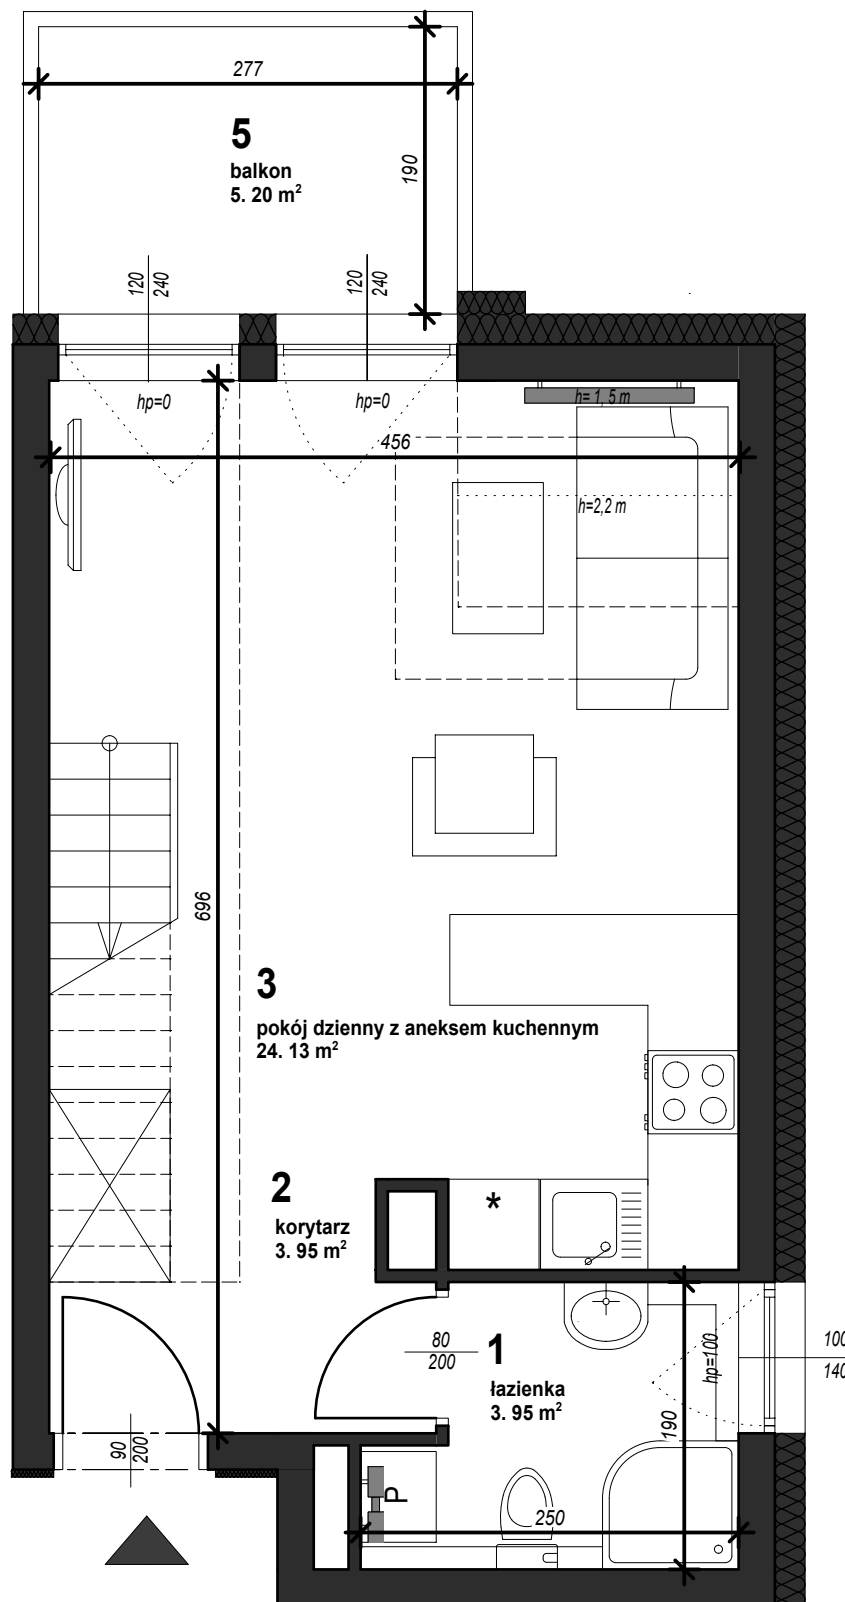 277
5
balkon
5. 20 m²
190
120
240
120
240
hp=0
hp=0
h= 1, 5 m
456
h=2,2 m
696
3
pokój dzienny z aneksem kuchennym
24. 13 m²
2
korytarz
3. 95 m²
*
80
200
1
łazienka
3. 95 m²
hp=100
100
140
190
90
200
P
250